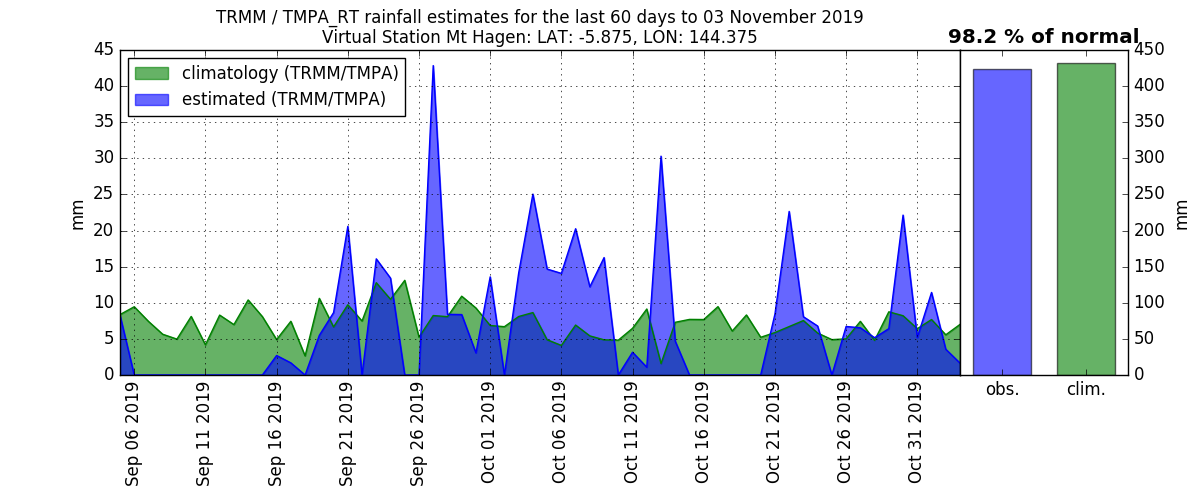 TRMM / TMPA_RT rainfall estimates for the last 60 days to 03 November 2019
Virtual Station Mt Hagen: LAT: -5.875, LON: 144.375
98.2 % of normal
climatology (TRMM/TMPA)
estimated (TRMM/TMPA)
45
40
35
30
25
20
15
10
5
0
mm
Sep 06 2019
Sep 11 2019
Sep 16 2019
Sep 21 2019
Sep 26 2019
Oct 01 2019
Oct 06 2019
Oct 11 2019
Oct 16 2019
Oct 21 2019
Oct 26 2019
Oct 31 2019
obs.
clim.
450
400
350
300
250
200
150
100
50
0
mm